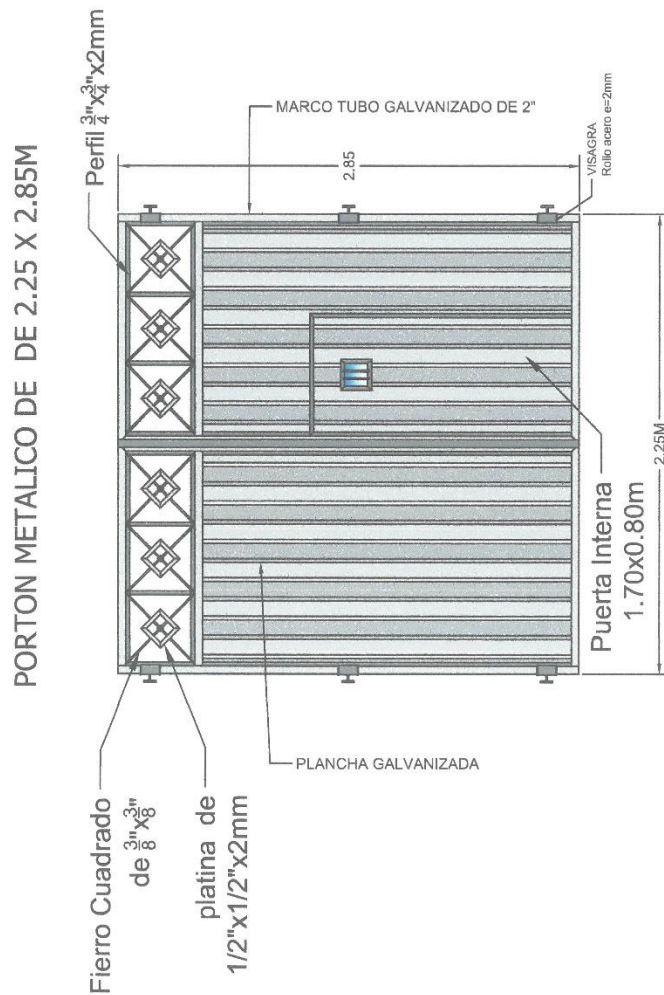 PORTON METALICO DE DE 2.25 X 2.85M
Fierro Cuadrado
de 3/8"x3/8"
platina de
1/2"x1/2"x2mm
Perfil 3/4"x3/4"x2mm
MARCO TUBO GALVANIZADO DE 2"
2.85
VISAGRA
Rollo acero e=2mm
PLANCHA GALVANIZADA
Puerta Interna
1.70x0.80m
2.25M